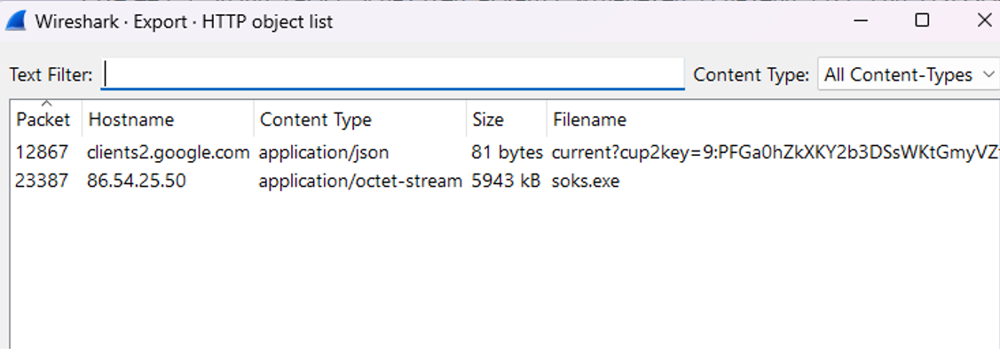 Wireshark · Export · HTTP object list
Text Filter: Content Type: All Content-Types
Packet Hostname Content Type Size Filename
12867 clients2.google.com application/json 81 bytes current?cup2key=9:PFGa0hZkXKY2b3DSsWKtGmyVZ
23387 86.54.25.50 application/octet-stream 5943 kB soks.exe